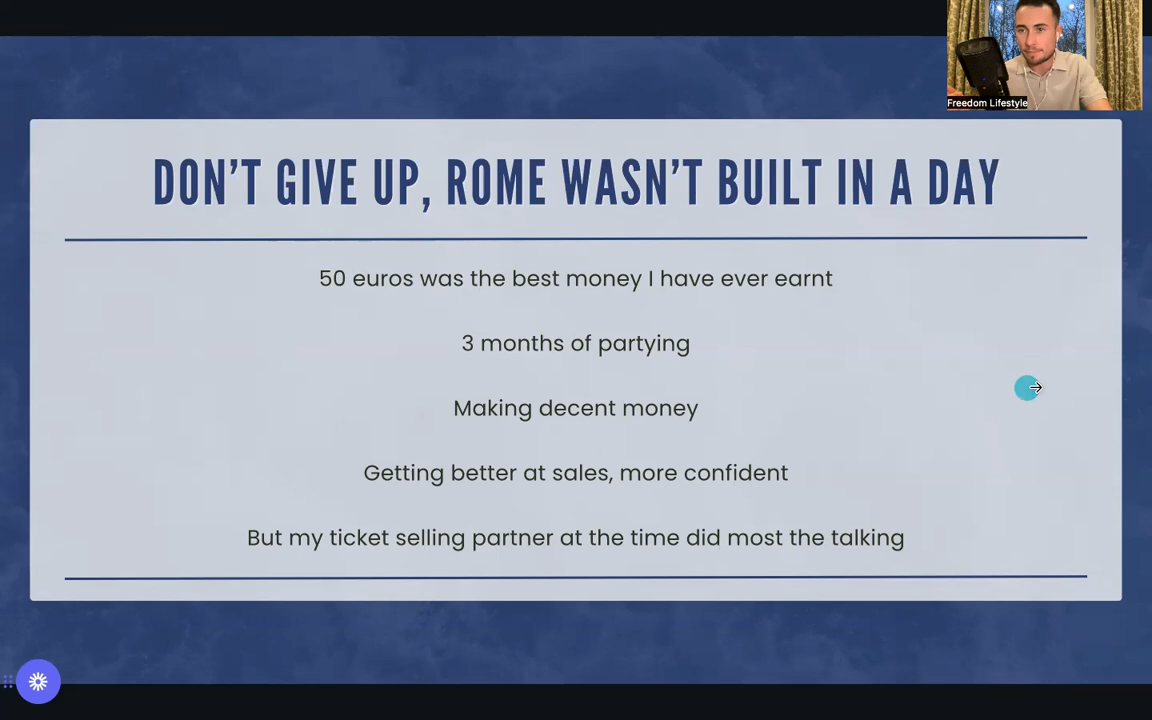 Freedom Lifestyle
DON'T GIVE UP, ROME WASN'T BUILT IN A DAY
50 euros was the best money I have ever earnt
3 months of partying
Making decent money
Getting better at sales, more confident
But my ticket selling partner at the time did most the talking